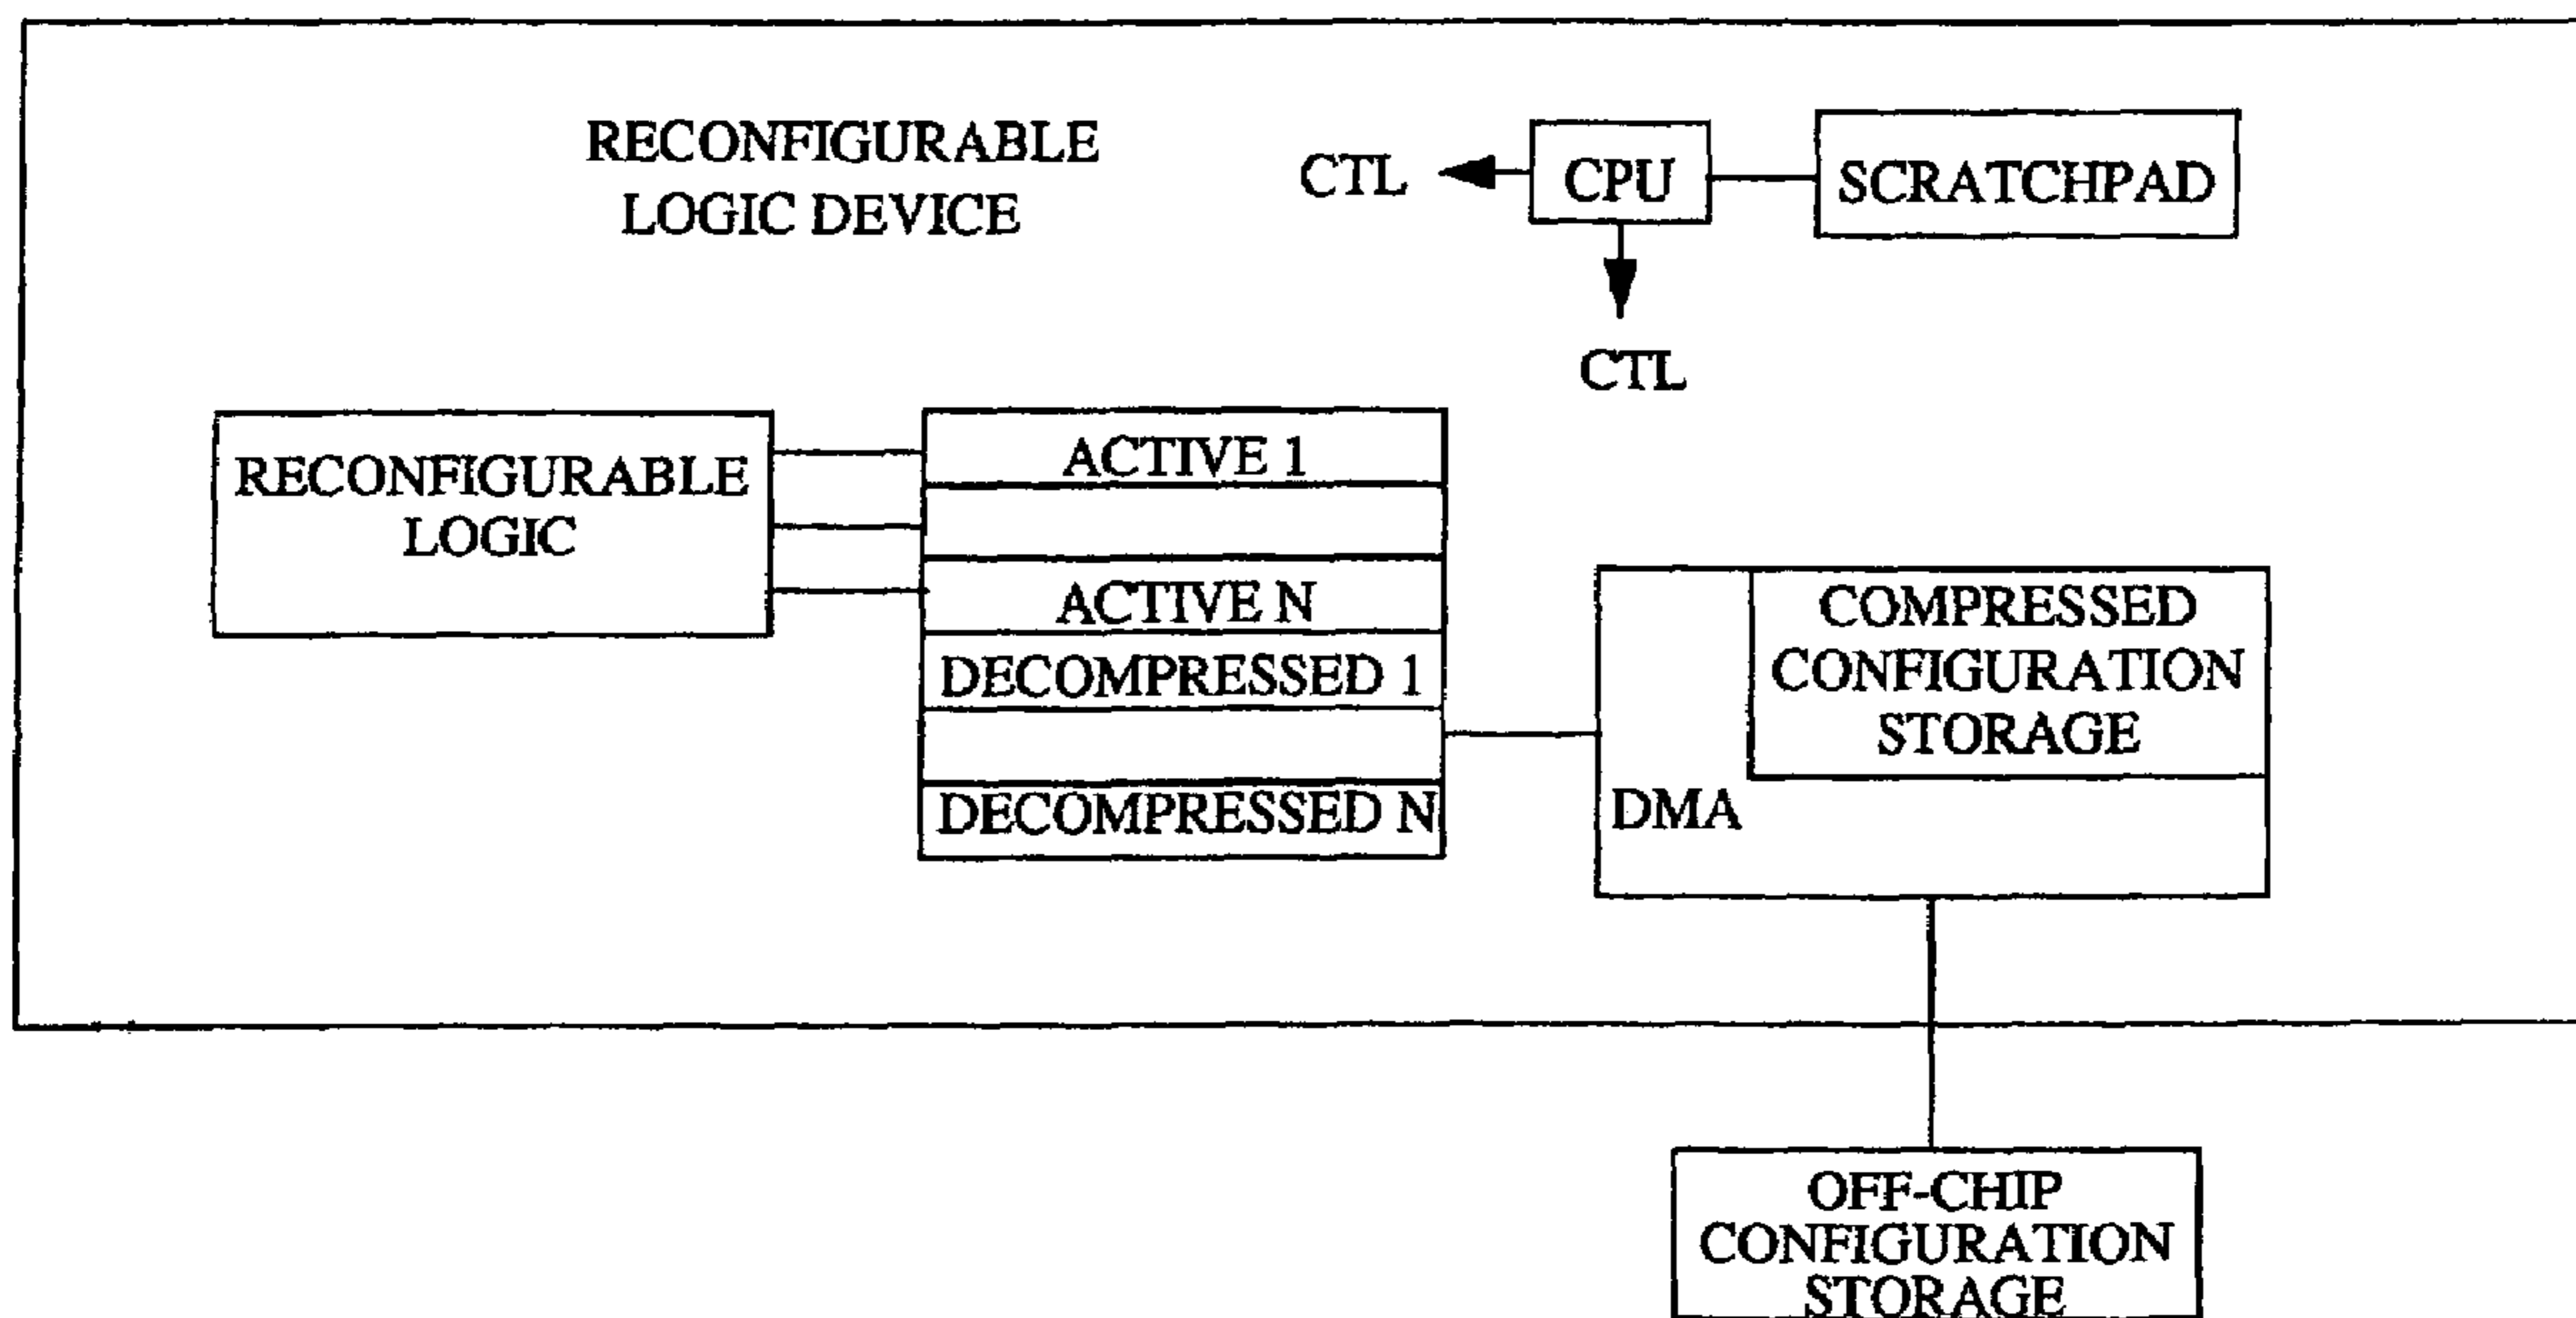 RECONFIGURABLE
LOGIC DEVICE
CTL
CPU
SCRATCHPAD
CTL
RECONFIGURABLE
LOGIC
ACTIVE 1
ACTIVE N
DECOMPRESSED 1
DECOMPRESSED N
DMA
COMPRESSED
CONFIGURATION
STORAGE
OFF-CHIP
CONFIGURATION
STORAGE